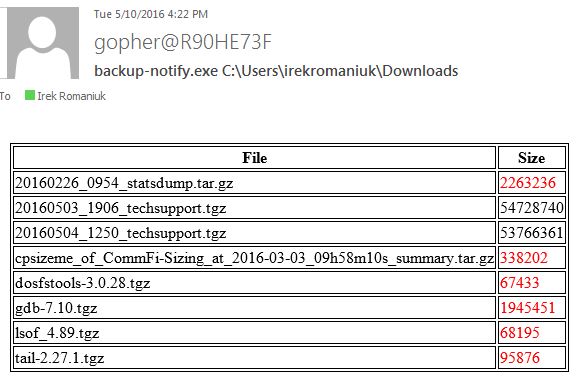 Tue 5/10/2016 4:22 PM
gopher@R90HE73F
backup-notify.exe C:\Users\irekromaniuk\Downloads
To Irek Romaniuk
File Size
20160226_0954_statsdump.tar.gz 2263236
20160503_1906_techsupport.tgz 54728740
20160504_1250_techsupport.tgz 53766361
cpsizeme_of_CommFi-Sizing_at_2016-03-03_09h58m10s_summary.tar.gz 338202
dosfstools-3.0.28.tgz 67433
gdb-7.10.tgz 1945451
lsof_4.89.tgz 68195
tail-2.27.1.tgz 95876